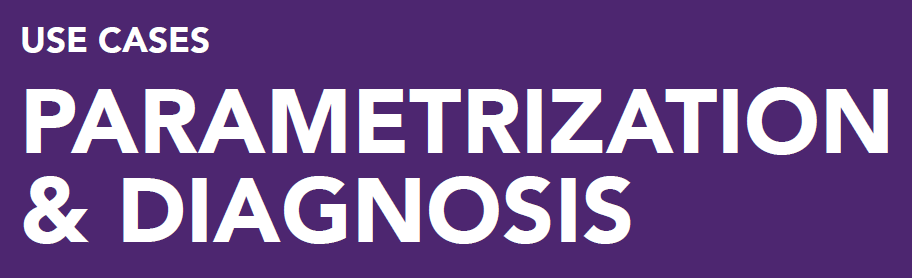 USE CASES
PARAMETRIZATION
& DIAGNOSIS